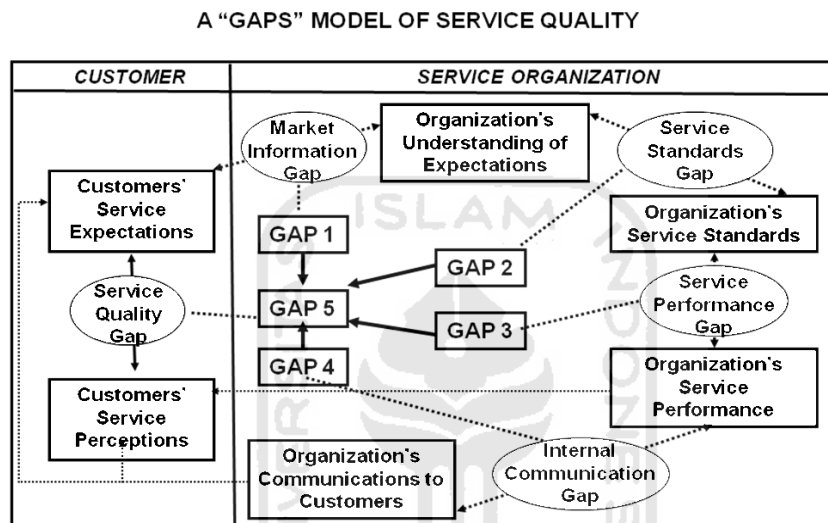 A “GAPS” MODEL OF SERVICE QUALITY
CUSTOMER
SERVICE ORGANIZATION
Market
Information
Gap
Organization's
Understanding of
Expectations
Service
Standards
Gap
Customers'
Service
Expectations
Organization's
Service Standards
GAP 1
GAP 2
Service
Quality
Gap
GAP 5
GAP 3
Service
Performance
Gap
GAP 4
Customers'
Service
Perceptions
Organization's
Service
Performance
Organization's
Communications to
Customers
Internal
Communication
Gap
ISLAM